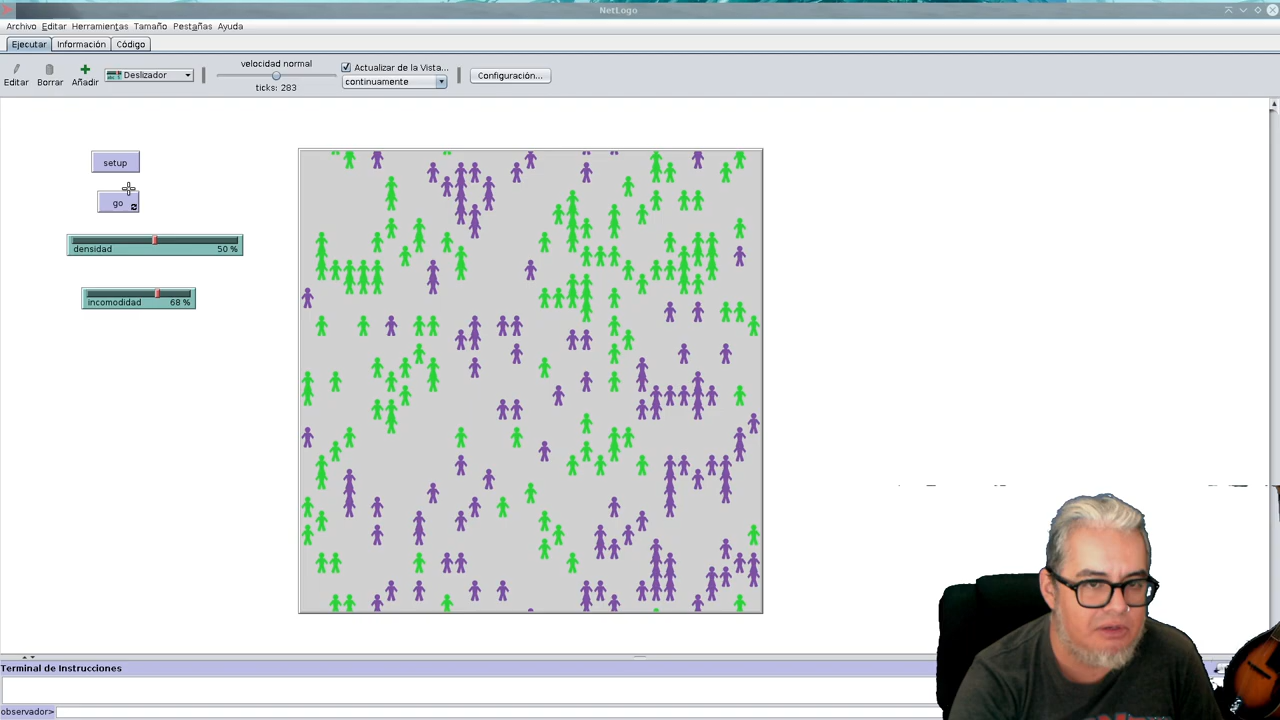 NetLogo
Archivo Editar Herramientas Tamaño Pestañas Ayuda
Ejecutar Información Código
Editar Borrar Añadir Deslizador velocidad normal ticks: 283 Actualizar de la Vista... continuamente Configuración...
setup
go
densidad 50 %
incomodidad 68 %
Terminal de Instrucciones
observador>